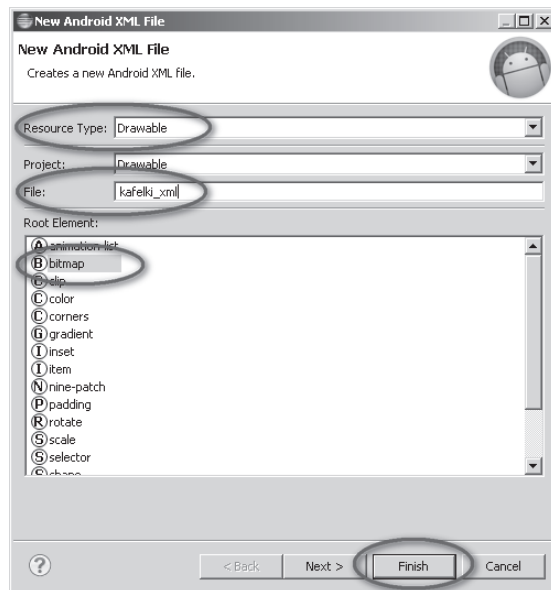 New Android XML File
New Android XML File
Creates a new Android XML file.
Resource Type: Drawable
Project: Drawable
File: kafelki_xml
Root Element:
A animation-list
B bitmap
C clip
C color
C corners
G gradient
I inset
I item
N nine-patch
P padding
R rotate
S scale
S selector
S shape
? < Back Next > Finish Cancel